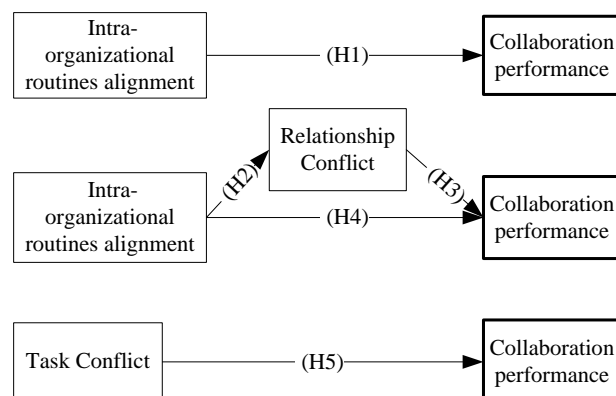 Intra-
organizational
routines alignment
(H1)
Collaboration
performance
Relationship
Conflict
(H2)
(H3)
Intra-
organizational
routines alignment
(H4)
Collaboration
performance
Task Conflict
(H5)
Collaboration
performance